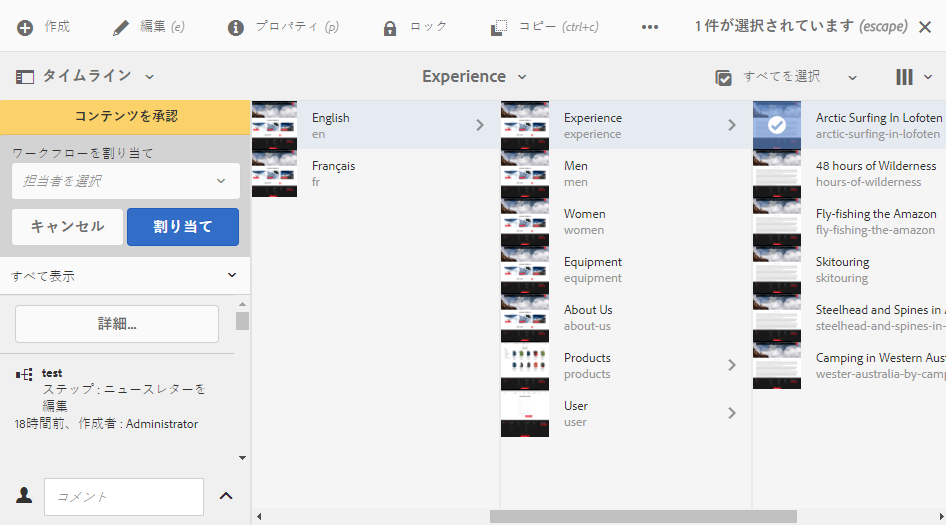 作成 編集 (e) プロパティ (p) ロック コピー (ctrl+c) 1 件が選択されています (escape)
タイムライン Experience すべてを選択
コンテンツを承認
ワークフローを割り当て
担当者を選択
キャンセル 割り当て
すべて表示
詳細...
test
ステップ : ニュースレターを
編集
18時間前、作成者 : Administrator
コメント
English
en
Français
fr
Experience
experience
Men
men
Women
women
Equipment
equipment
About Us
about-us
Products
products
User
user
Arctic Surfing In Lofoten
arctic-surfing-in-lofoten
48 hours of Wilderness
hours-of-wilderness
Fly-fishing the Amazon
fly-fishing-the-amazon
Skitouring
skitouring
Steelhead and Spines in
steelhead-and-spines-in-
Camping in Western Aus
wester-australia-by-camp